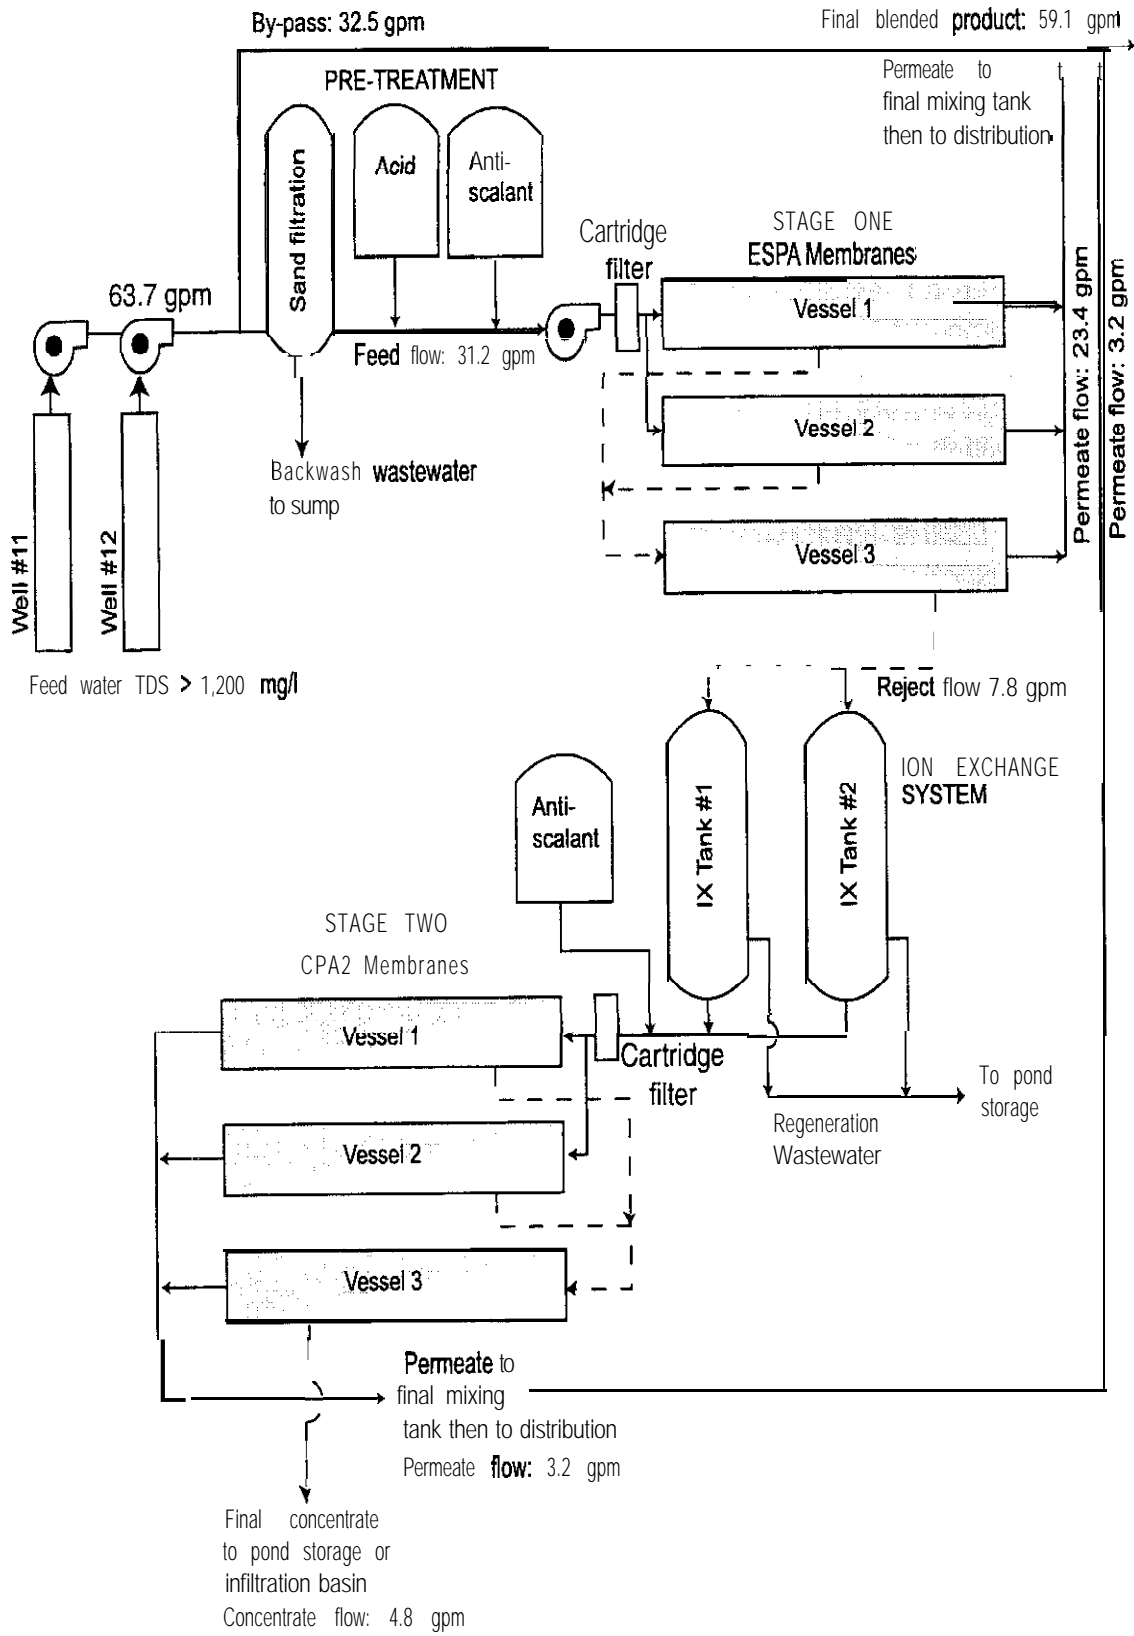 By-pass: 32.5 gpm
Final blended product: 59.1 gpm
PRE-TREATMENT
Permeate to
final mixing tank
then to distribution
Sand filtration
Acid
Anti-
scalant
Cartridge
filter
STAGE ONE
ESPA Membranes
63.7 gpm
Vessel 1
Feed flow: 31.2 gpm
Vessel 2
Vessel 3
Permeate flow: 23.4 gpm
Permeate flow: 3.2 gpm
Backwash wastewater
to sump
Well #11
Well #12
Feed water TDS > 1,200 mg/l
Reject flow 7.8 gpm
ION EXCHANGE
SYSTEM
IX Tank #1
IX Tank #2
Anti-
scalant
STAGE TWO
CPA2 Membranes
Vessel 1
Cartridge
filter
To pond
storage
Regeneration
Wastewater
Vessel 2
Vessel 3
Permeate to
final mixing
tank then to distribution
Permeate flow: 3.2 gpm
Final concentrate
to pond storage or
infiltration basin
Concentrate flow: 4.8 gpm